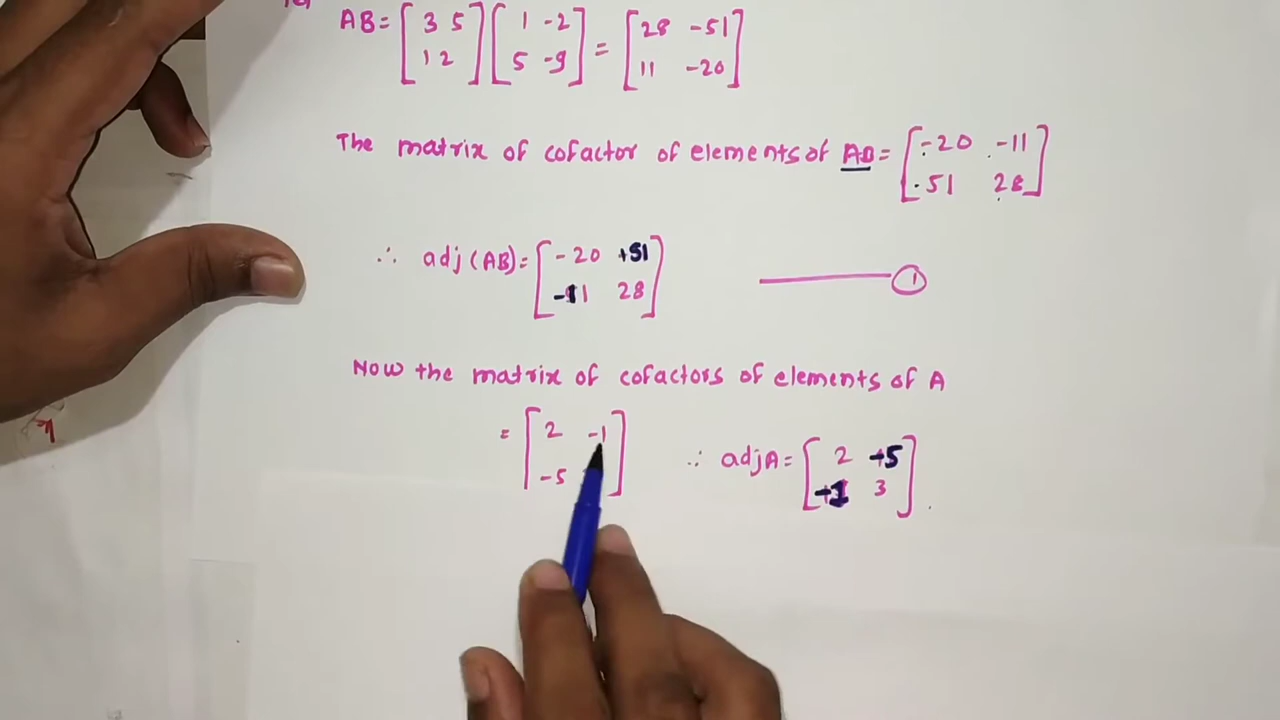 AB = [ 3 5 ] [ 1 -2 ] = [ 28 -51 ]
[ 1 2 ] [ 5 -9 ] [ 11 -20 ]
The matrix of cofactor of elements of AB = [ -20 -11 ]
[ 51 28 ]
∴ adj (AB) = [ -20 +51 ] ①
[ -11 28 ]
Now the matrix of cofactors of elements of A
= [ 2 -1 ]
[ -5 ]
∴ adjA = [ 2 +5 ]
[ +1 3 ]